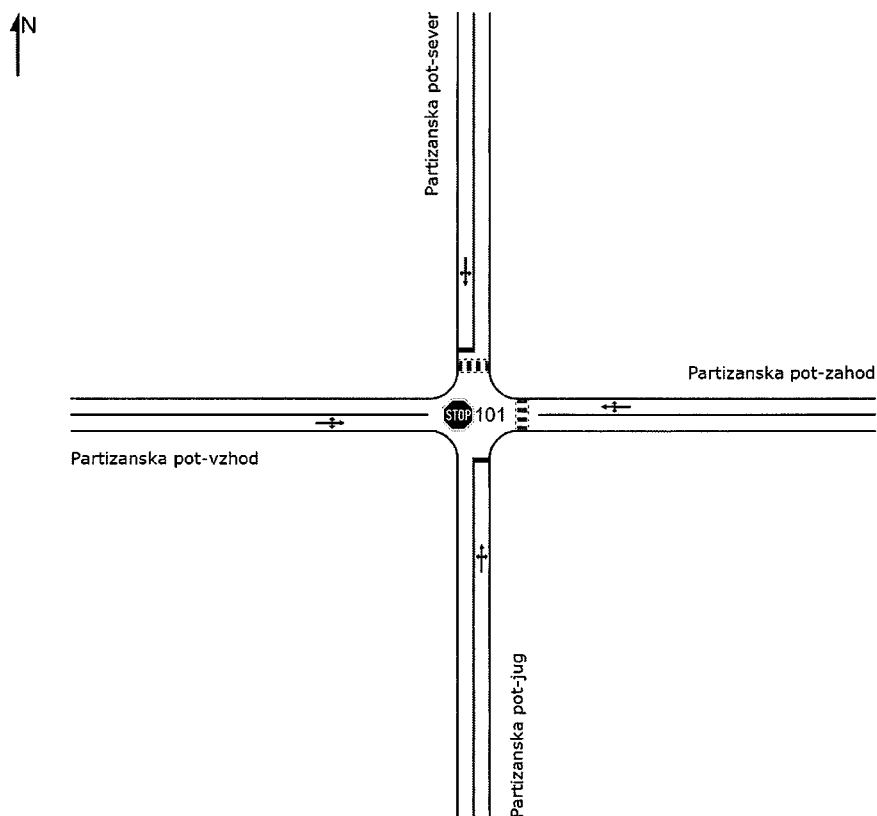 N
Partizanska pot-sever
Partizanska pot-zahod
STOP 101
Partizanska pot-vzhod
Partizanska pot-jug